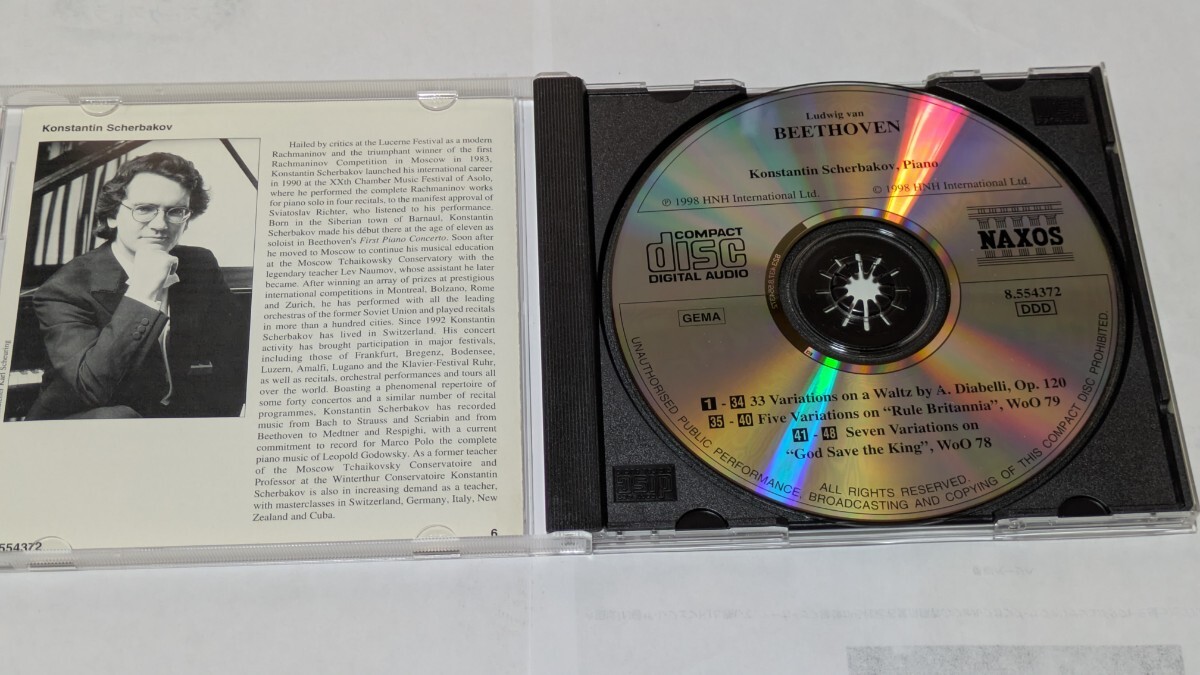 Konstantin Scherbakov
Hailed by critics at the Lucerne Festival as a modern
Rachmaninov and the triumphant winner of the first
Rachmaninov Competition in Moscow in 1983,
Konstantin Scherbakov launched his international career
in 1990 at the XXth Chamber Music Festival of Asolo,
where he performed the complete Rachmaninov works
for piano solo in four recitals, to the manifest approval of
Sviatoslav Richter, who listened to his performance.
Born in the Siberian town of Barnaul, Konstantin
Scherbakov made his début there at the age of eleven as
soloist in Beethoven's First Piano Concerto. Soon after
he moved to Moscow to continue his musical education
at the Moscow Tchaikowsky Conservatory with the
legendary teacher Lev Naumov, whose assistant he later
became. After winning an array of prizes at prestigious
international competitions in Montreal, Bolzano, Rome
and Zurich, he has performed with all the leading
orchestras of the former Soviet Union and played recitals
in more than a hundred cities. Since 1992 Konstantin
Scherbakov has lived in Switzerland. His concert
activity has brought participation in major festivals,
including those of Frankfurt, Bregenz, Bodensee,
Luzern, Amalfi, Lugano and the Klavier-Festival Ruhr,
as well as recitals, orchestral performances and tours all
over the world. Boasting a phenomenal repertoire of
some forty concertos and a similar number of recital
programmes, Konstantin Scherbakov has recorded
music from Bach to Strauss and Scriabin and from
Beethoven to Medtner and Respighi, with a current
commitment to record for Marco Polo the complete
piano music of Leopold Godowsky. As a former teacher
of the Moscow Tchaikovsky Conservatoire and
Professor at the Winterthur Conservatoire Konstantin
Scherbakov is also in increasing demand as a teacher,
with masterclasses in Switzerland, Germany, Italy, New
Zealand and Cuba.
Karl Scheuring
554372
6
Ludwig van
BEETHOVEN
Konstantin Scherbakov, Piano
℗ 1998 HNH International Ltd.
© 1998 HNH International Ltd.
COMPACT
disc
DIGITAL AUDIO
NAXOS
8.554372
DDD
GEMA
1 - 34 33 Variations on a Waltz by A. Diabelli, Op. 120
35 - 40 Five Variations on "Rule Britannia", WoO 79
41 - 48 Seven Variations on
"God Save the King", WoO 78
ALL RIGHTS RESERVED.
UNAUTHORISED PUBLIC PERFORMANCE, BROADCASTING AND COPYING OF THIS COMPACT DISC PROHIBITED.